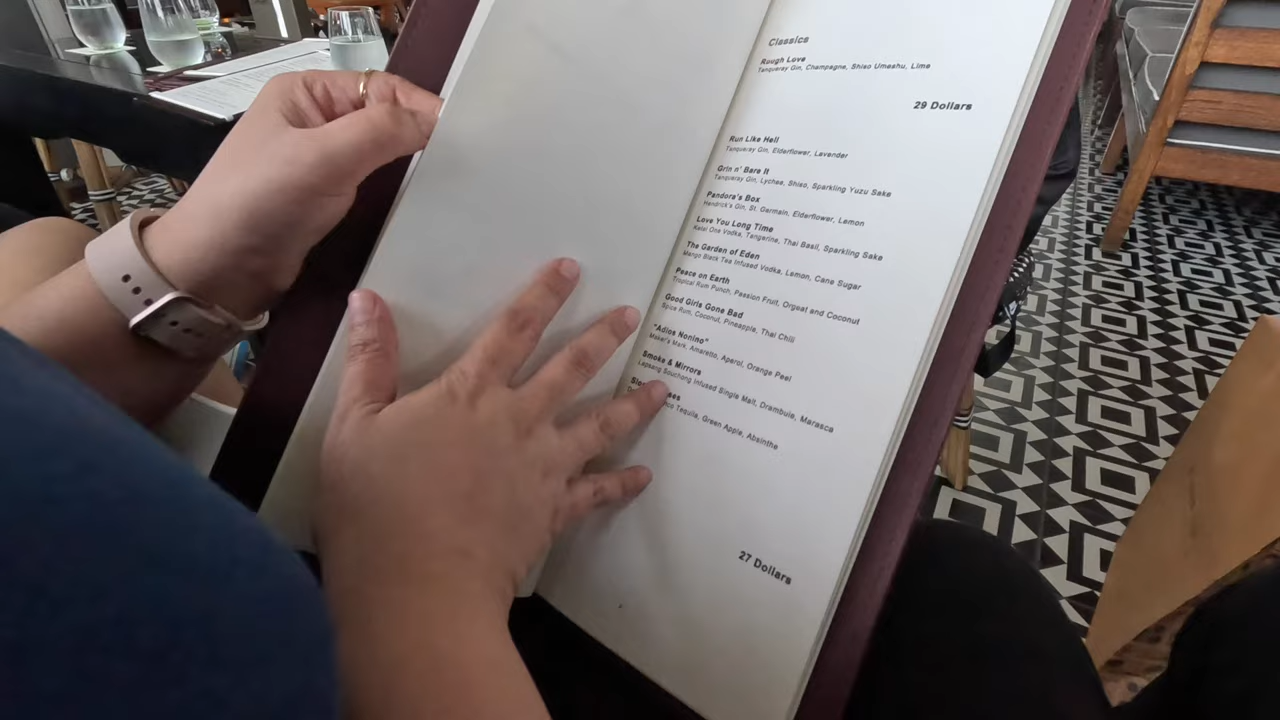 Classics
Rough Love
Tanqueray Gin, Champagne, Shiso Umeshu, Lime
29 Dollars
Run Like Hell
Tanqueray Gin, Elderflower, Lavender
Grin n' Bare It
Tanqueray Gin, Lychee, Shiso, Sparkling Yuzu Sake
Pandora's Box
Hendrick's Gin, St. Germain, Elderflower, Lemon
Love You Long Time
Ketel One Vodka, Tangerine, Thai Basil, Sparkling Sake
The Garden of Eden
Mango Black Tea Infused Vodka, Lemon, Cane Sugar
Peace on Earth
Tropical Rum Punch, Passion Fruit, Orgeat and Coconut
Good Girls Gone Bad
Spice Rum, Coconut, Pineapple, Thai Chili
"Adios Nonino"
Maker's Mark, Amaretto, Aperol, Orange Peel
Smoke & Mirrors
Lapsang Souchong Infused Single Malt, Drambuie, Marasca
Tequila, Green Apple, Absinthe
27 Dollars